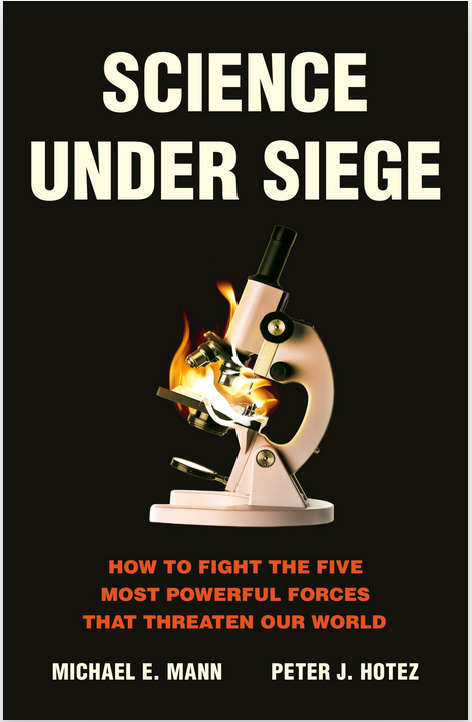 SCIENCE
UNDER SIEGE
HOW TO FIGHT THE FIVE
MOST POWERFUL FORCES
THAT THREATEN OUR WORLD
MICHAEL E. MANN PETER J. HOTEZ